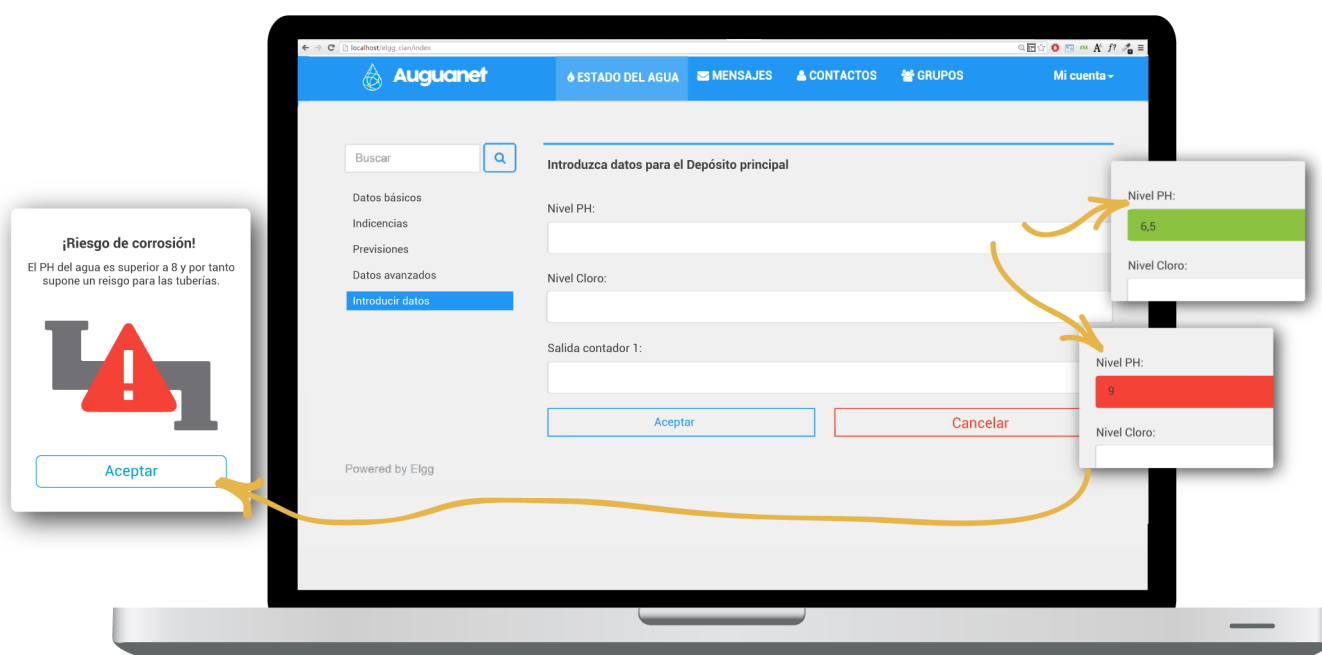 localhost/elgg_cian/index
Auguanet
ESTADO DEL AGUA
MENSAJES
CONTACTOS
GRUPOS
Mi cuenta
Buscar
Datos básicos
Indicencias
Previsiones
Datos avanzados
Introducir datos
Introduzca datos para el Depósito principal
Nivel PH:
Nivel Cloro:
Salida contador 1:
Aceptar
Cancelar
Powered by Elgg
Nivel PH:
6,5
Nivel Cloro:
Nivel PH:
9
Nivel Cloro:
¡Riesgo de corrosión!
El PH del agua es superior a 8 y por tanto
supone un reisgo para las tuberías.
!
Aceptar